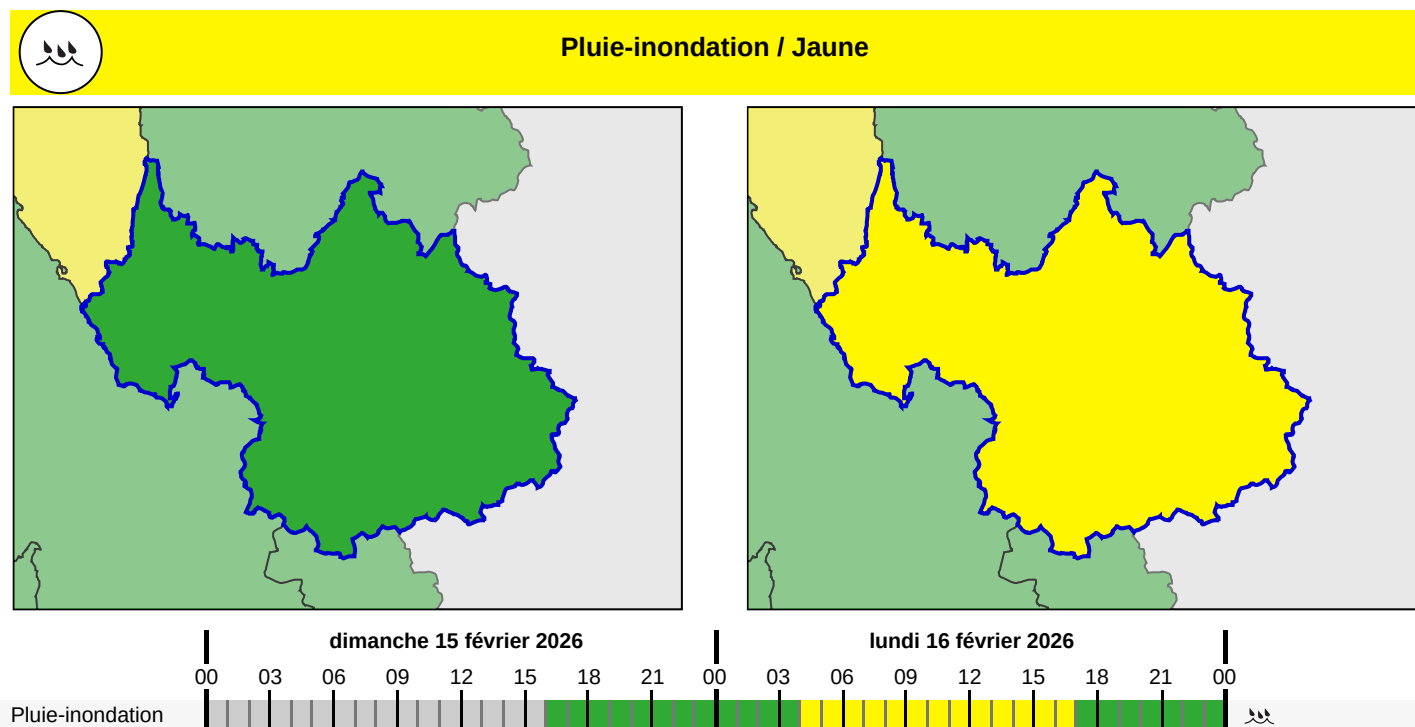 Pluie-inondation / Jaune
dimanche 15 février 2026 lundi 16 février 2026
00 03 06 09 12 15 18 21 00 03 06 09 12 15 18 21 00
Pluie-inondation